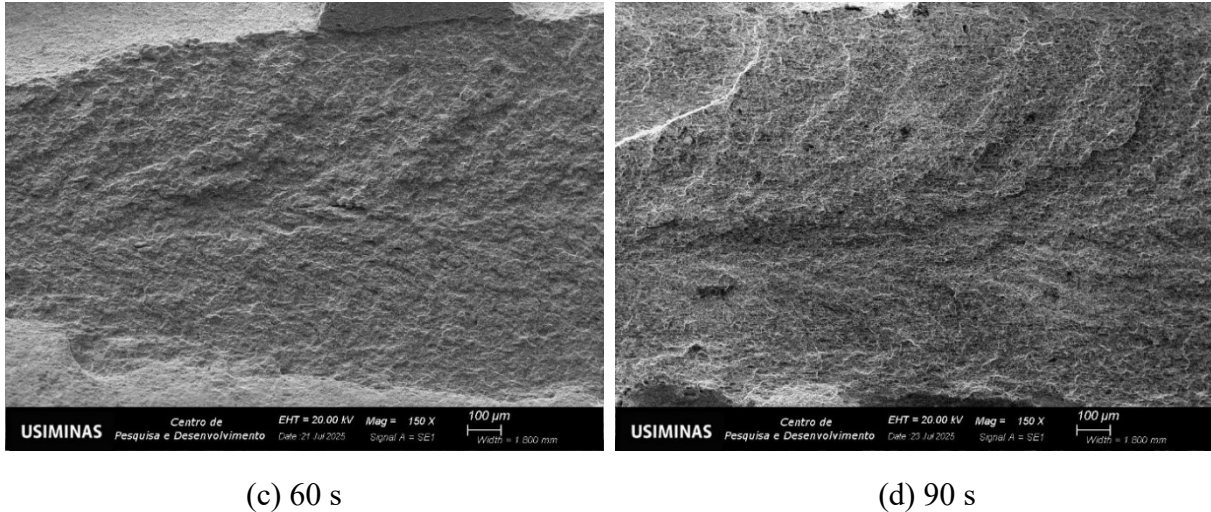 USIMINAS
Centro de
Pesquisa e Desenvolvimento
EHT = 20.00 kV Mag = 150 X
Date :21 Jul 2025 Signal A = SE1
100 µm
Width = 1.800 mm
USIMINAS
Centro de
Pesquisa e Desenvolvimento
EHT = 20.00 kV Mag = 150 X
Date :23 Jul 2025 Signal A = SE1
100 µm
Width = 1.800 mm
(c) 60 s
(d) 90 s